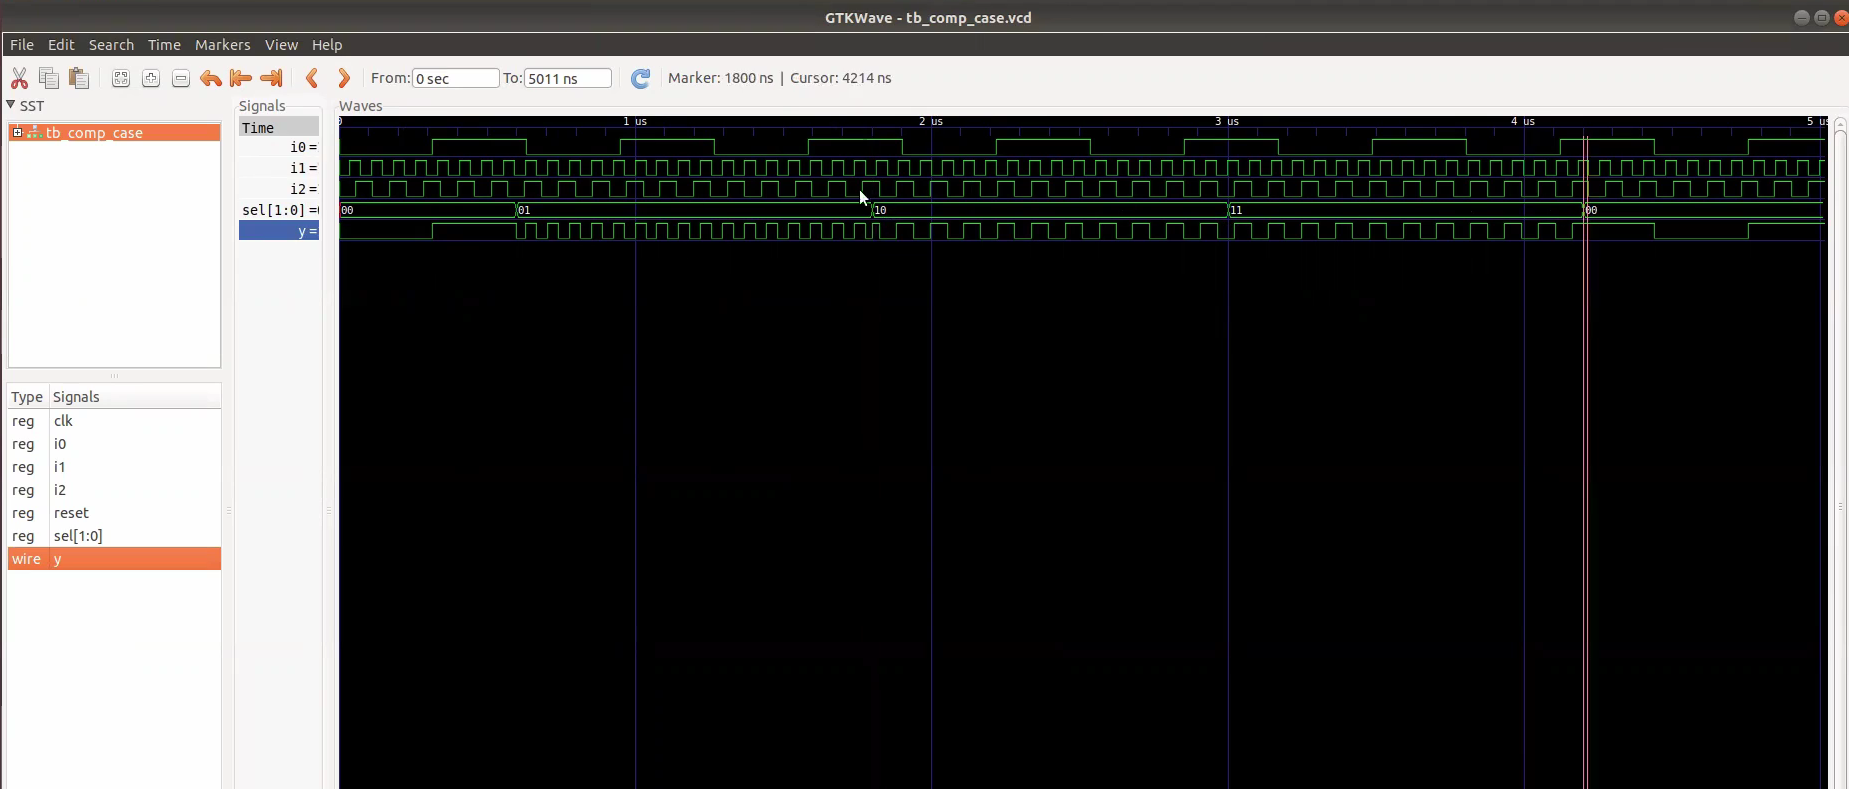 GTKWave - tb_comp_case.vcd
File Edit Search Time Markers View Help
From: 0 sec To: 5011 ns Marker: 1800 ns | Cursor: 4214 ns
SST
tb_comp_case
Signals
Time
i0 =
i1 =
i2 =
sel[1:0] =
y =
Waves
0 1 us 2 us 3 us 4 us 5 us
00 01 10 11 00
Type Signals
reg clk
reg i0
reg i1
reg i2
reg reset
reg sel[1:0]
wire y